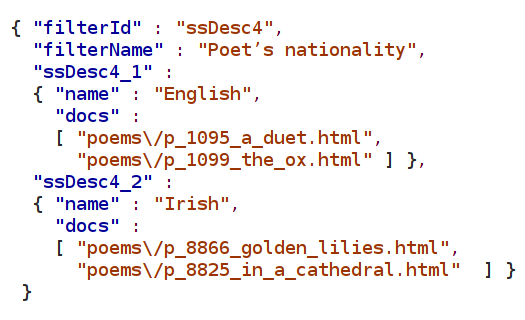 { "filterId" : "ssDesc4",
"filterName" : "Poet’s nationality",
"ssDesc4_1" :
{ "name" : "English",
"docs" :
[ "poems\/p_1095_a_duet.html",
"poems\/p_1099_the_ox.html" ] },
"ssDesc4_2" :
{ "name" : "Irish",
"docs" :
[ "poems\/p_8866_golden_lilies.html",
"poems\/p_8825_in_a_cathedral.html" ] }
}